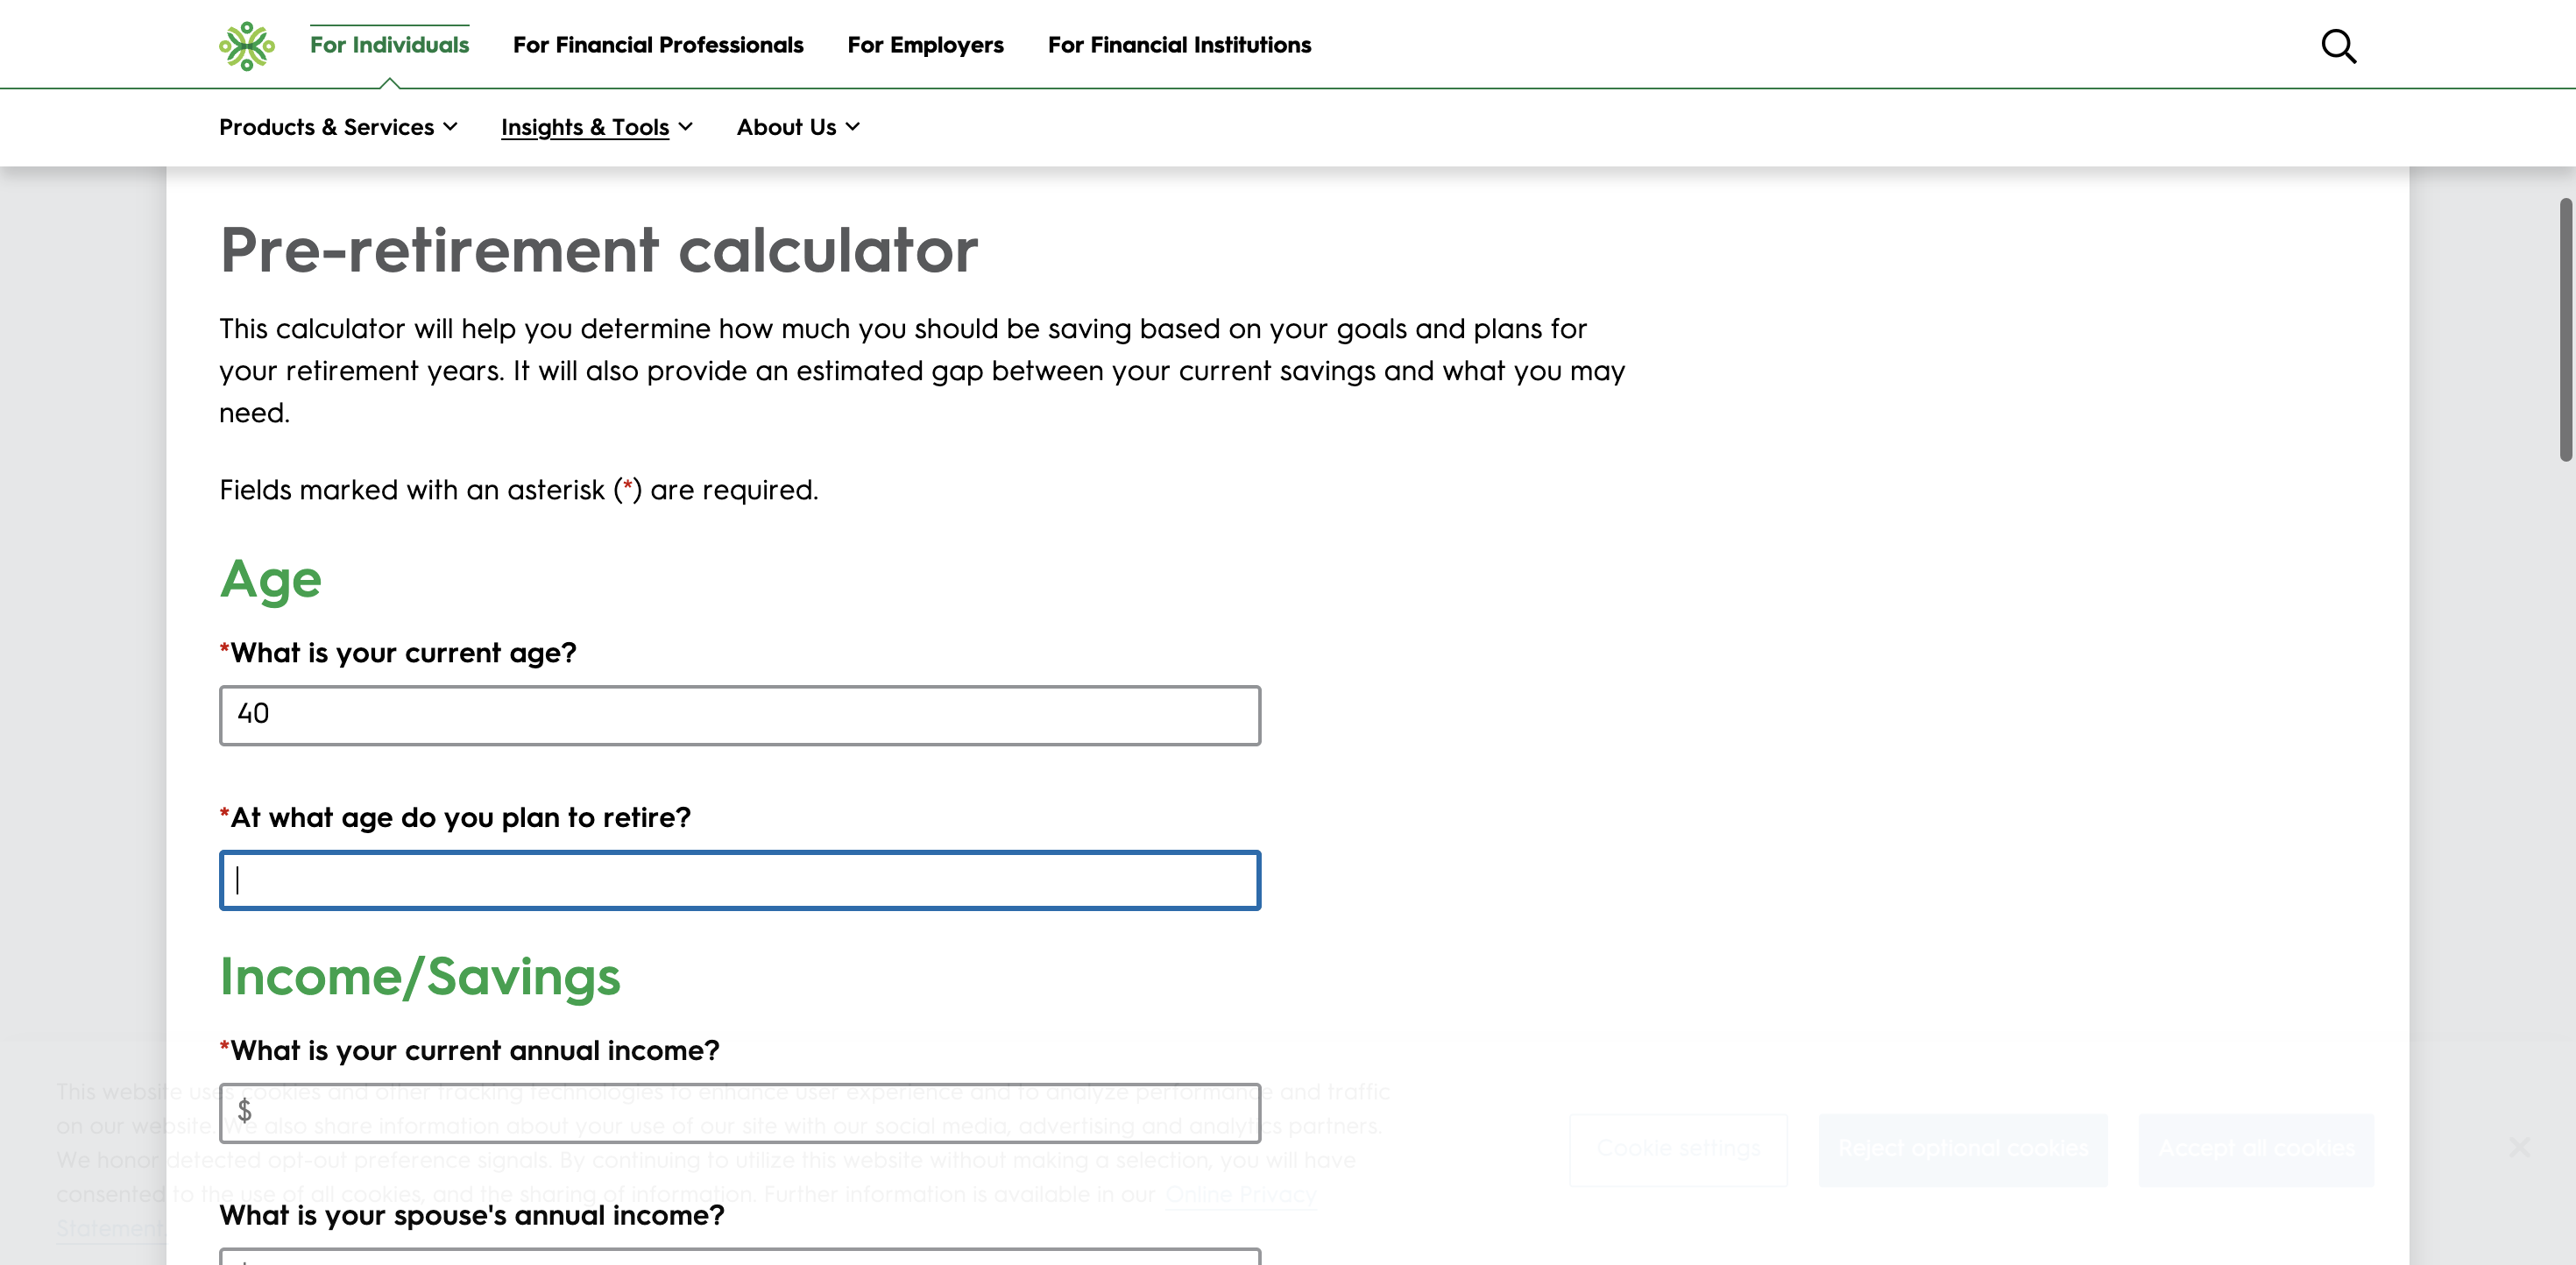 For Individuals
For Financial Professionals
For Employers
For Financial Institutions
Products & Services
Insights & Tools
About Us
Pre-retirement calculator
This calculator will help you determine how much you should be saving based on your goals and plans for
your retirement years. It will also provide an estimated gap between your current savings and what you may
need.
Fields marked with an asterisk (*) are required.
Age
*What is your current age?
40
*At what age do you plan to retire?
Income/Savings
*What is your current annual income?
$
This website uses cookies and other tracking technologies to enhance user experience and to analyze performance and traffic
on our website. We also share information about your use of our site with our social media, advertising and analytics partners.
We honor detected opt-out preference signals. By continuing to utilize this website without making a selection, you will have
consented to the use of all cookies, and the sharing of information. Further information is available in our Online Privacy
Statement.
Cookie settings
Reject optional cookies
Accept all cookies
What is your spouse's annual income?